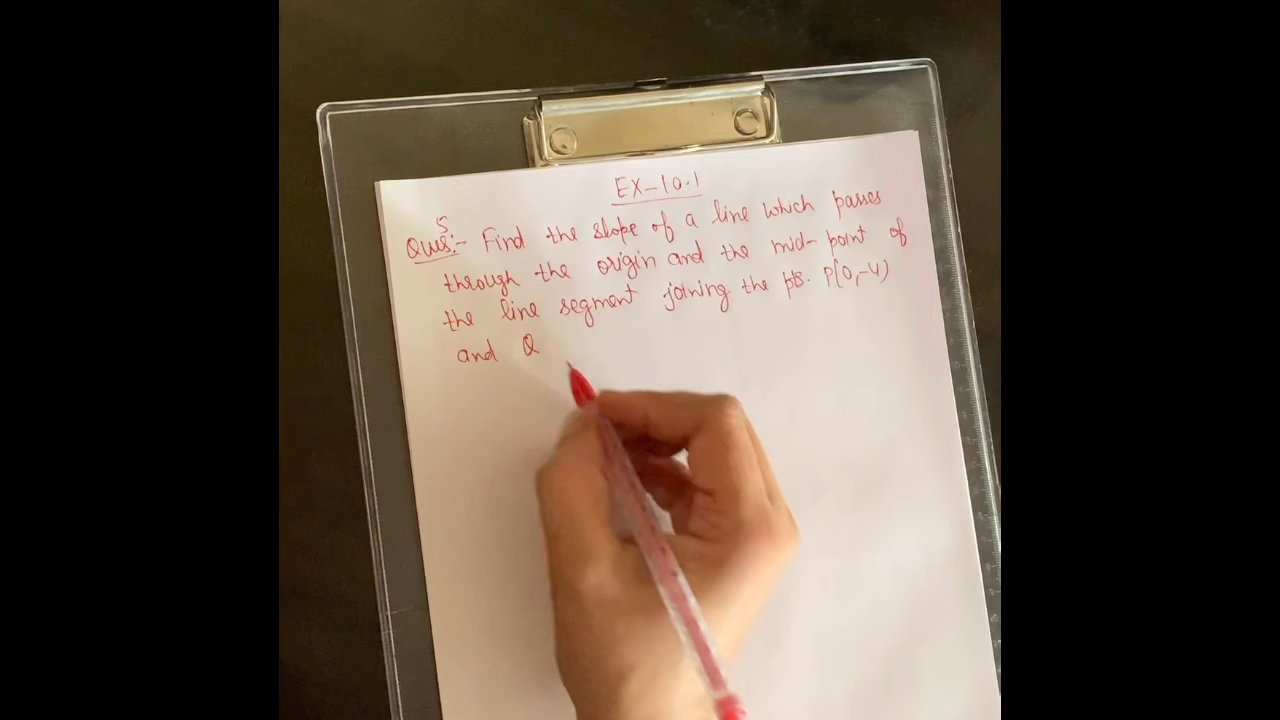 EX-10.1
5
Ques:- Find the slope of a line which passes
through the origin and the mid-point of
the line segment joining the pts. P(0,-4)
and Q